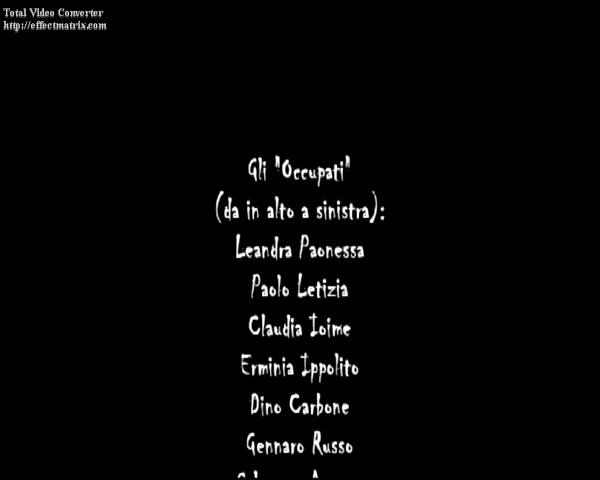 Total Video Converter
http://effectmatrix.com
Gli "Occupati"
(da in alto a sinistra):
Leandra Paonessa
Paolo Letizia
Claudia Ioime
Erminia Ippolito
Dino Carbone
Gennaro Russo